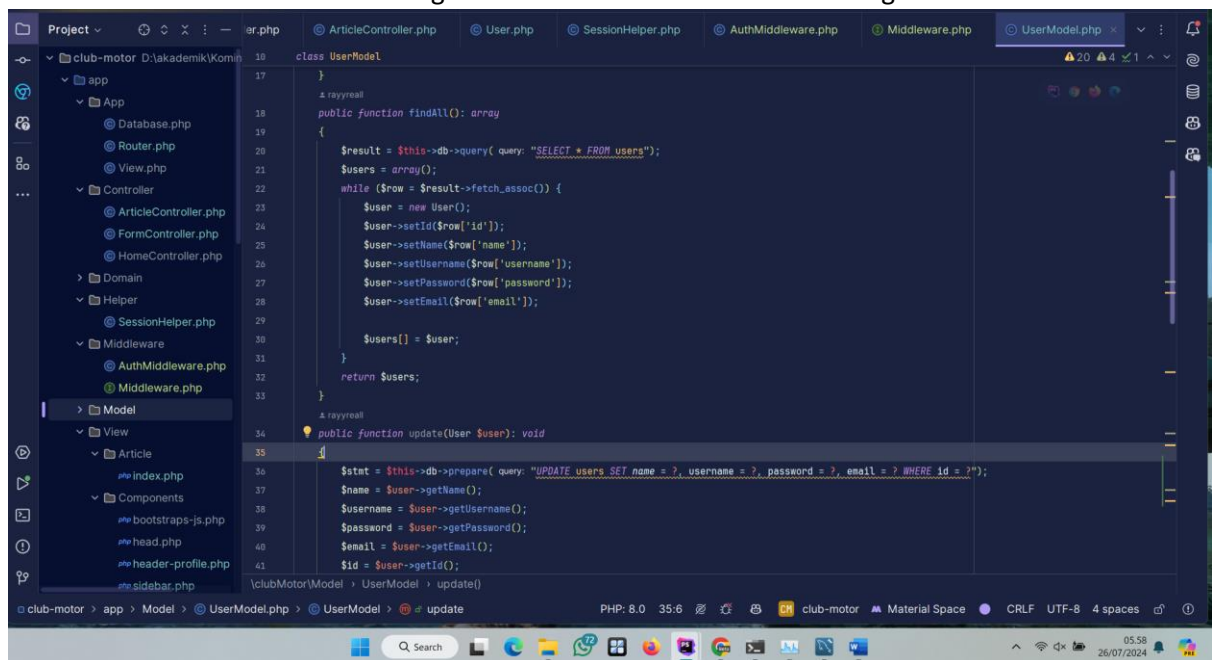 Project
er.php
ArticleController.php
User.php
SessionHelper.php
AuthMiddleware.php
Middleware.php
UserModel.php
club-motor D:\akademik\Komin
app
App
Database.php
Router.php
View.php
Controller
ArticleController.php
FormController.php
HomeController.php
Domain
Helper
SessionHelper.php
Middleware
AuthMiddleware.php
Middleware.php
Model
View
Article
php index.php
Components
php bootstraps-js.php
php head.php
php header-profile.php
php sidebar.php
20 4 1
10 class UserModel
17 }
rayyreall
18 public function findAll(): array
19 {
20 $result = $this->db->query( query: "SELECT * FROM users");
21 $users = array();
22 while ($row = $result->fetch_assoc()) {
23 $user = new User();
24 $user->setId($row['id']);
25 $user->setName($row['name']);
26 $user->setUsername($row['username']);
27 $user->setPassword($row['password']);
28 $user->setEmail($row['email']);
29
30 $users[] = $user;
31 }
32 return $users;
33 }
rayyreall
34 public function update(User $user): void
35 {
36 $stmt = $this->db->prepare( query: "UPDATE users SET name = ?, username = ?, password = ?, email = ? WHERE id = ?");
37 $name = $user->getName();
38 $username = $user->getUsername();
39 $password = $user->getPassword();
40 $email = $user->getEmail();
41 $id = $user->getId();
\clubMotor\Model › UserModel › update()
club-motor > app > Model > UserModel.php > UserModel > update
PHP: 8.0 35:6 club-motor Material Space CRLF UTF-8 4 spaces
Search
72
05.58
26/07/2024